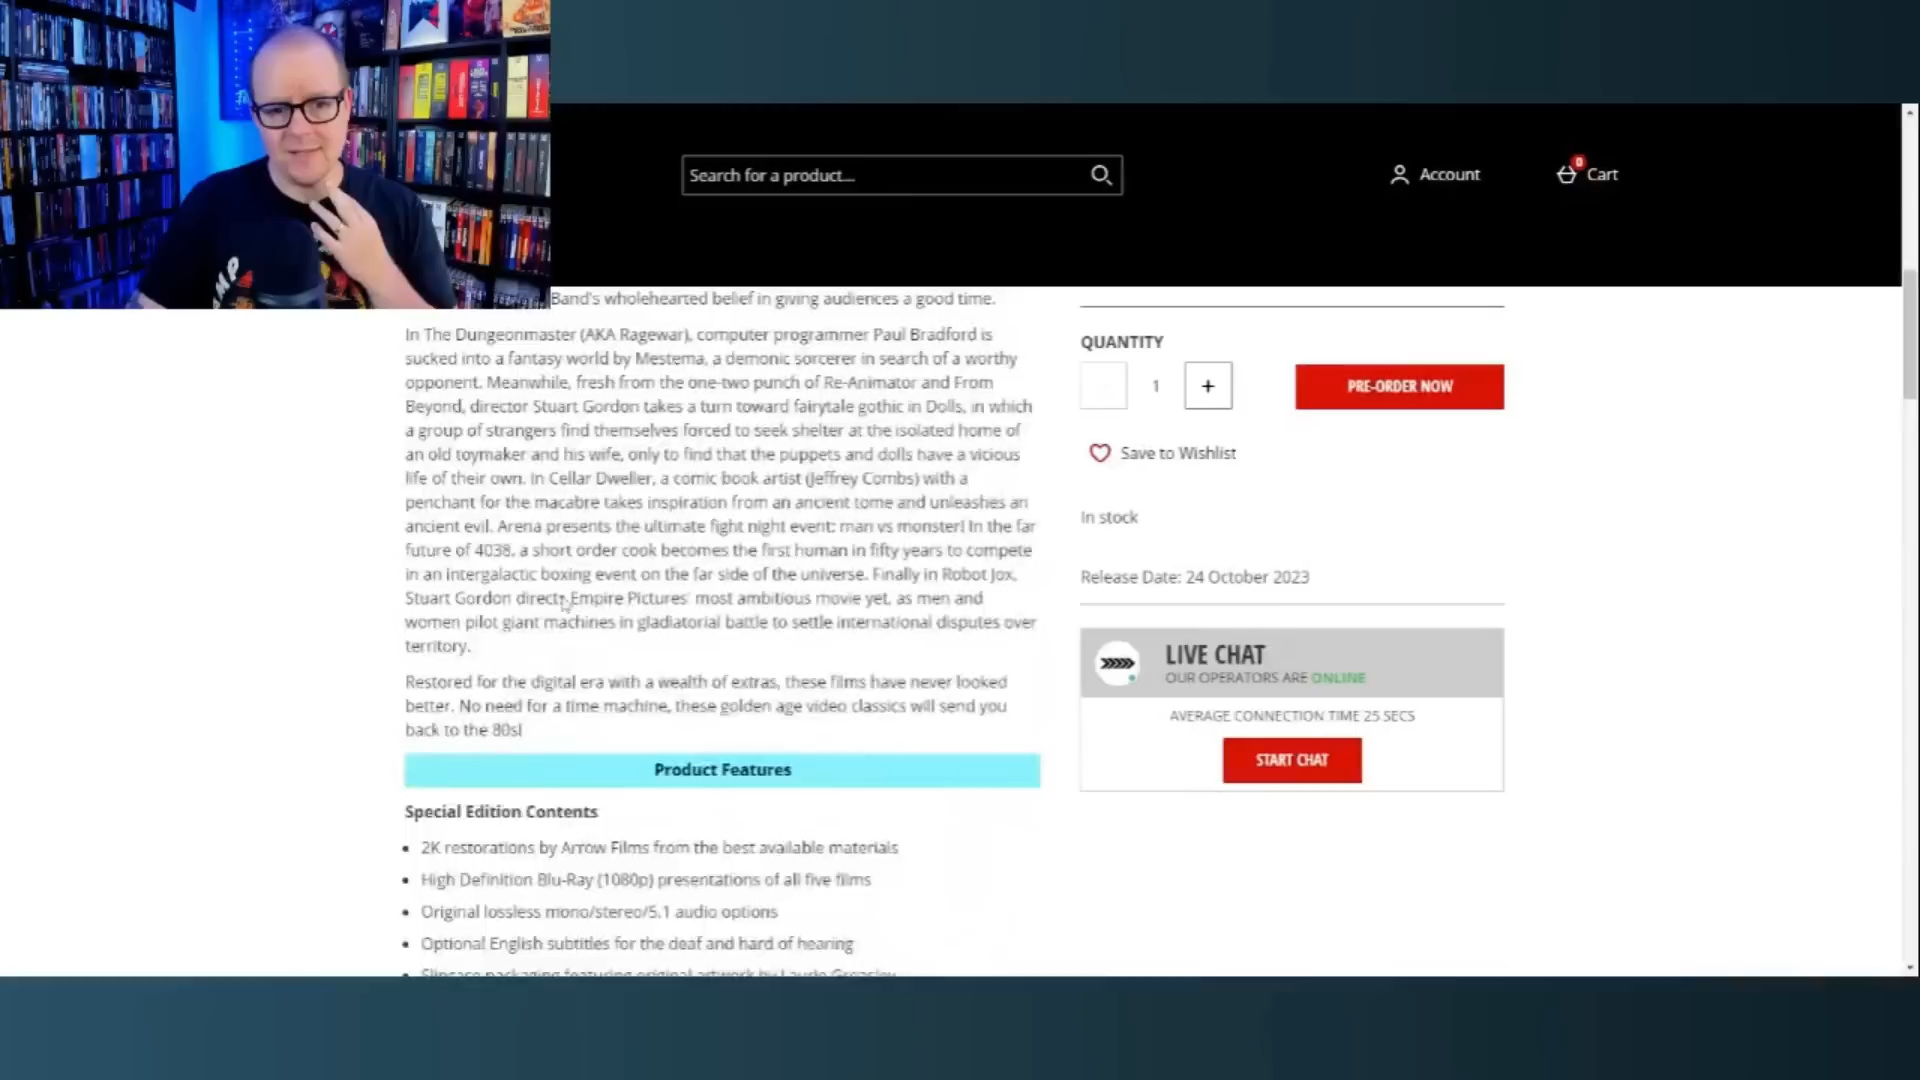 Search for a product...
Account
0
Cart
Band's wholehearted belief in giving audiences a good time.
In The Dungeonmaster (AKA Ragewar), computer programmer Paul Bradford is
sucked into a fantasy world by Mestema, a demonic sorcerer in search of a worthy
opponent. Meanwhile, fresh from the one-two punch of Re-Animator and From
Beyond, director Stuart Gordon takes a turn toward fairytale gothic in Dolls, in which
a group of strangers find themselves forced to seek shelter at the isolated home of
an old toymaker and his wife, only to find that the puppets and dolls have a vicious
life of their own. In Cellar Dweller, a comic book artist (Jeffrey Combs) with a
penchant for the macabre takes inspiration from an ancient tome and unleashes an
ancient evil. Arena presents the ultimate fight night event: man vs monster! In the far
future of 4038, a short order cook becomes the first human in fifty years to compete
in an intergalactic boxing event on the far side of the universe. Finally in Robot Jox,
Stuart Gordon directs Empire Pictures' most ambitious movie yet, as men and
women pilot giant machines in gladiatorial battle to settle international disputes over
territory.
Restored for the digital era with a wealth of extras, these films have never looked
better. No need for a time machine, these golden age video classics will send you
back to the 80s!
Product Features
Special Edition Contents
• 2K restorations by Arrow Films from the best available materials
• High Definition Blu-Ray (1080p) presentations of all five films
• Original lossless mono/stereo/5.1 audio options
• Optional English subtitles for the deaf and hard of hearing
• Slipcase packaging featuring original artwork by Laurie Greasley
QUANTITY
1
+
PRE-ORDER NOW
Save to Wishlist
In stock
Release Date: 24 October 2023
LIVE CHAT
OUR OPERATORS ARE ONLINE
AVERAGE CONNECTION TIME 25 SECS
START CHAT